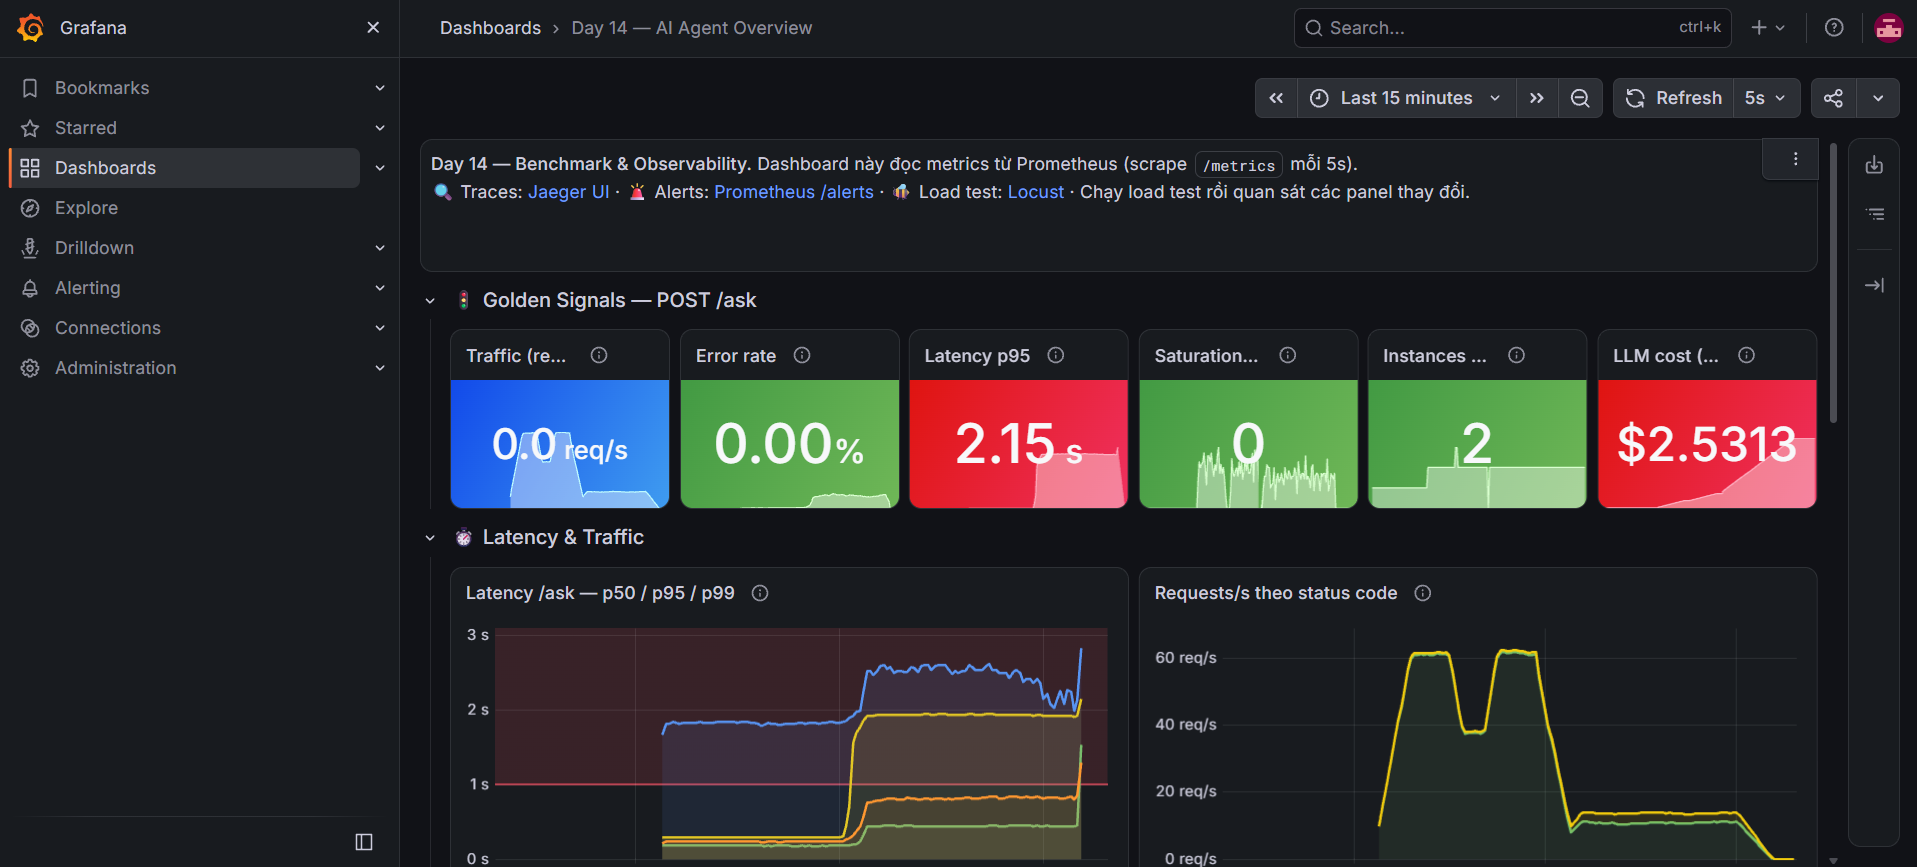 Grafana
Dashboards › Day 14 — AI Agent Overview
Search...
ctrl+k
Bookmarks
Starred
Dashboards
Explore
Drilldown
Alerting
Connections
Administration
Last 15 minutes
Refresh
5s
Day 14 — Benchmark & Observability. Dashboard này đọc metrics từ Prometheus (scrape /metrics mỗi 5s).
Traces: Jaeger UI · Alerts: Prometheus /alerts · Load test: Locust · Chạy load test rồi quan sát các panel thay đổi.
Golden Signals — POST /ask
Traffic (re...
0.0 req/s
Error rate
0.00%
Latency p95
2.15 s
Saturation...
0
Instances ...
2
LLM cost (...
$2.5313
Latency & Traffic
Latency /ask — p50 / p95 / p99
3 s
2 s
1 s
0 s
Requests/s theo status code
60 req/s
40 req/s
20 req/s
0 req/s